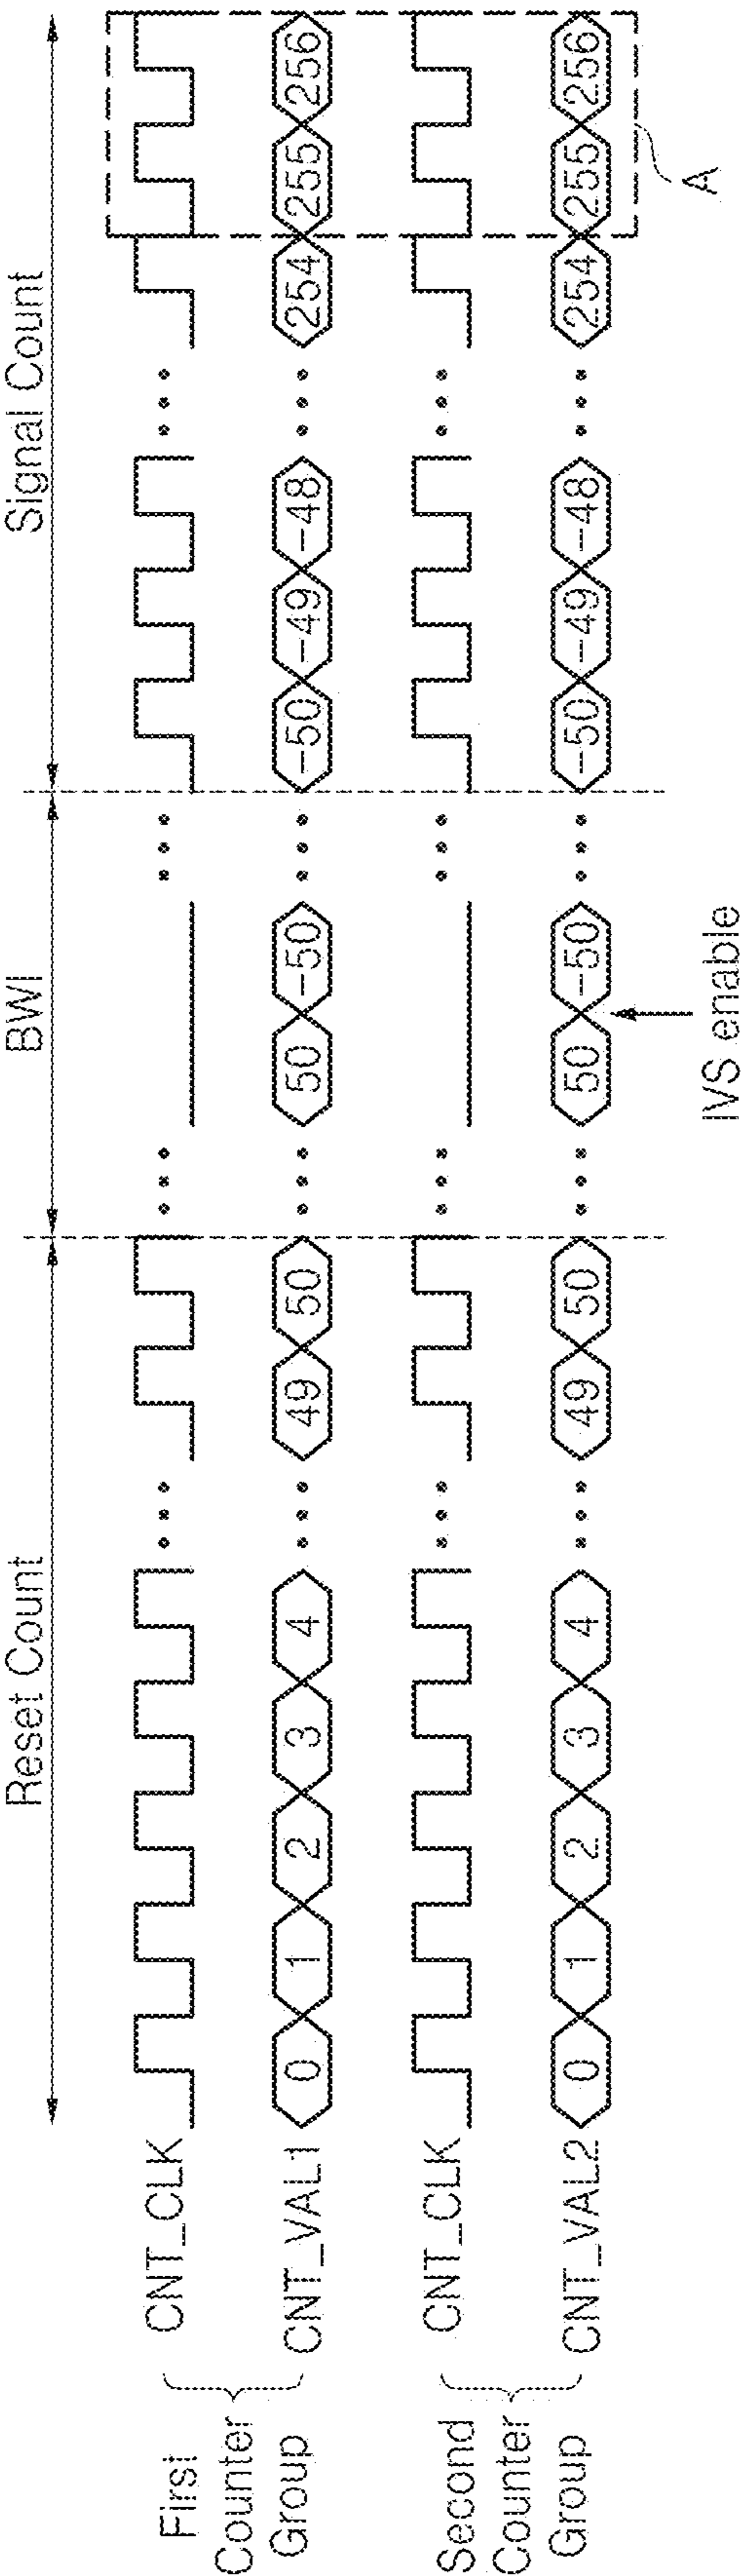 Reset Count
BWI
Signal Count
First
Counter
Group
CNT_CLK
CNT_VAL1
0 1 2 3 4 49 50 50 -50 -50 -49 -48 254 255 256
Second
Counter
Group
CNT_CLK
CNT_VAL2
0 1 2 3 4 49 50 50 -50 -50 -49 -48 254 255 256
IVS enable
A